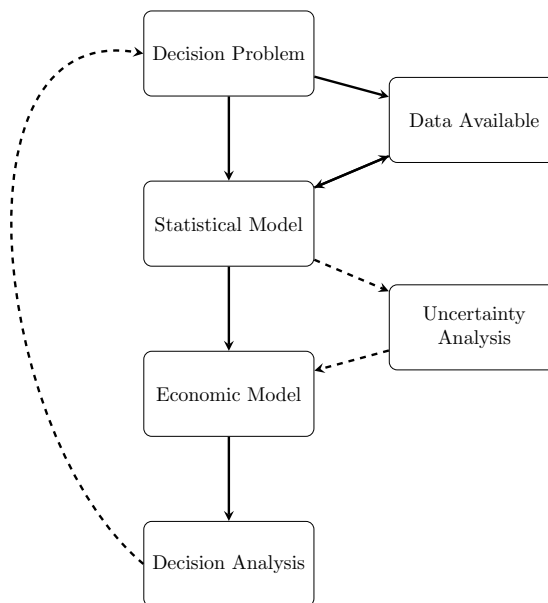 Decision Problem
Data Available
Statistical Model
Uncertainty
Analysis
Economic Model
Decision Analysis